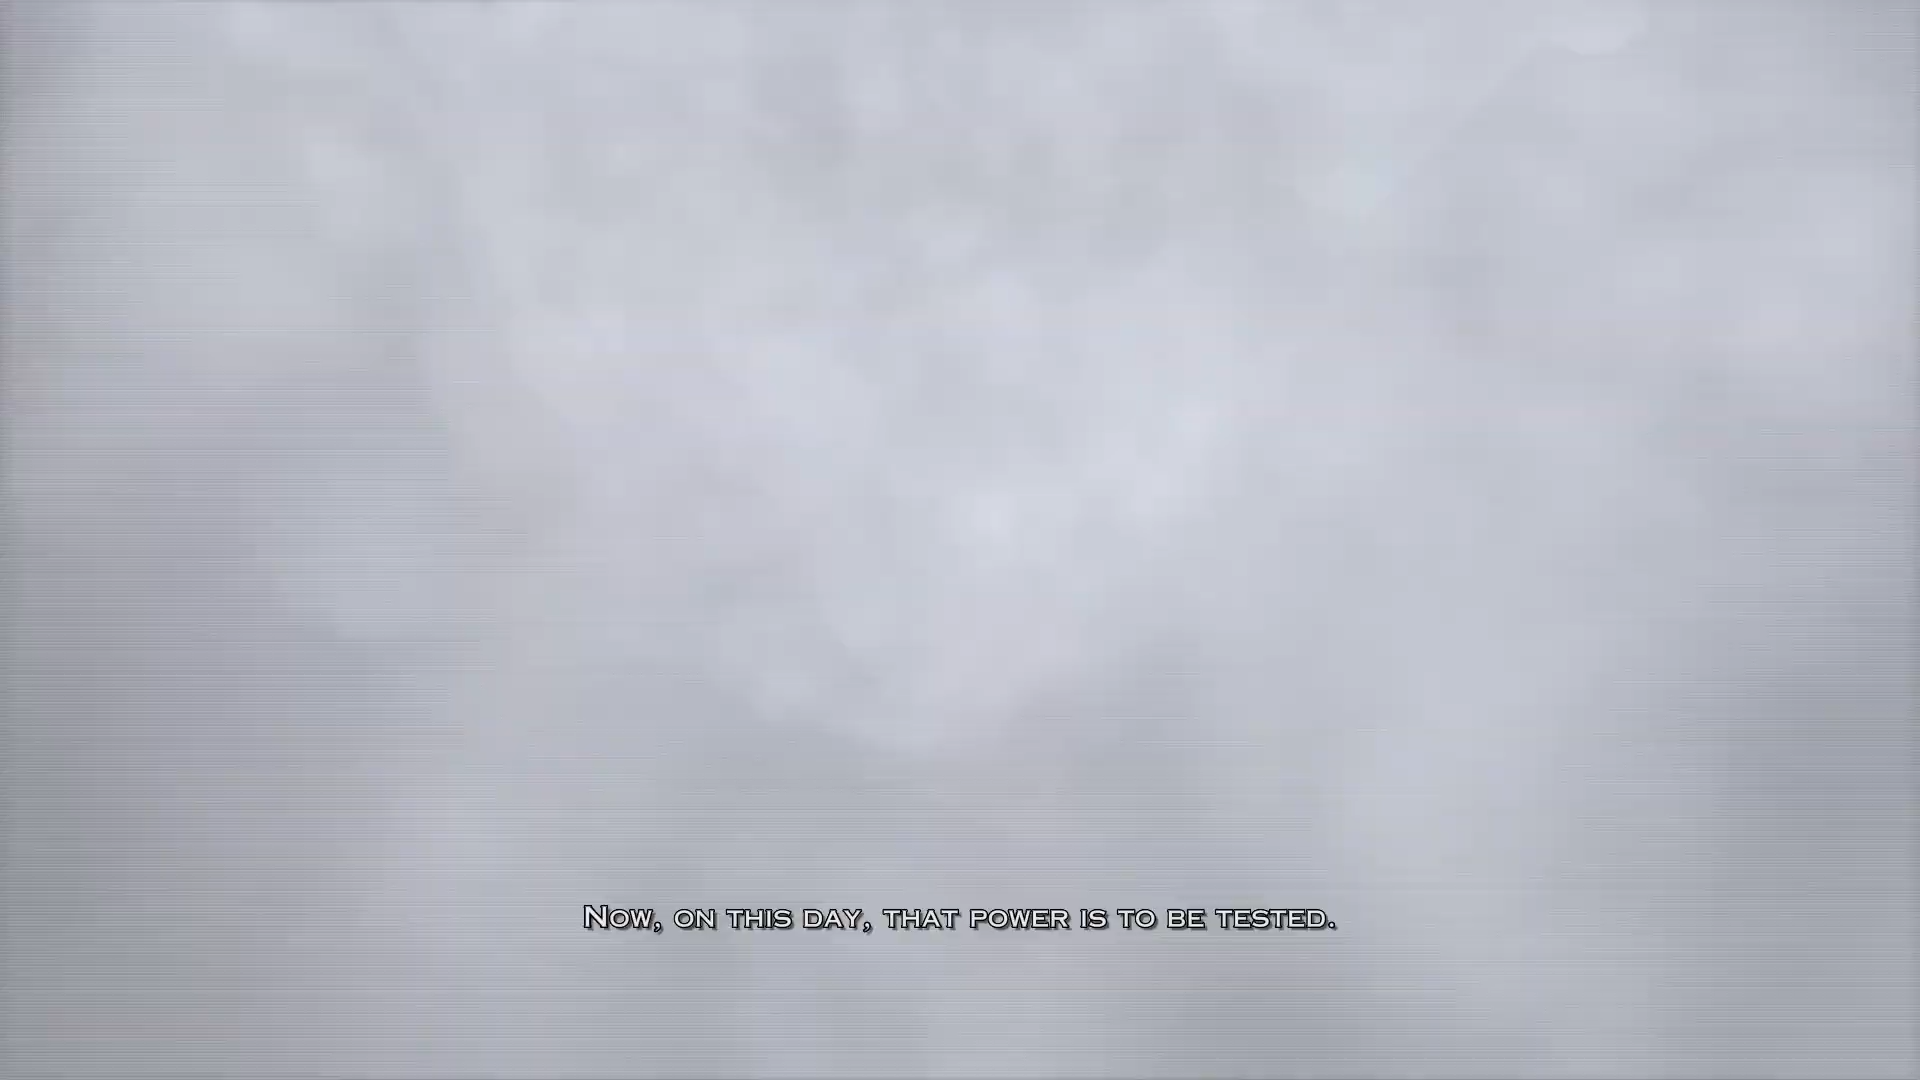 Now, on this day, that power is to be tested.